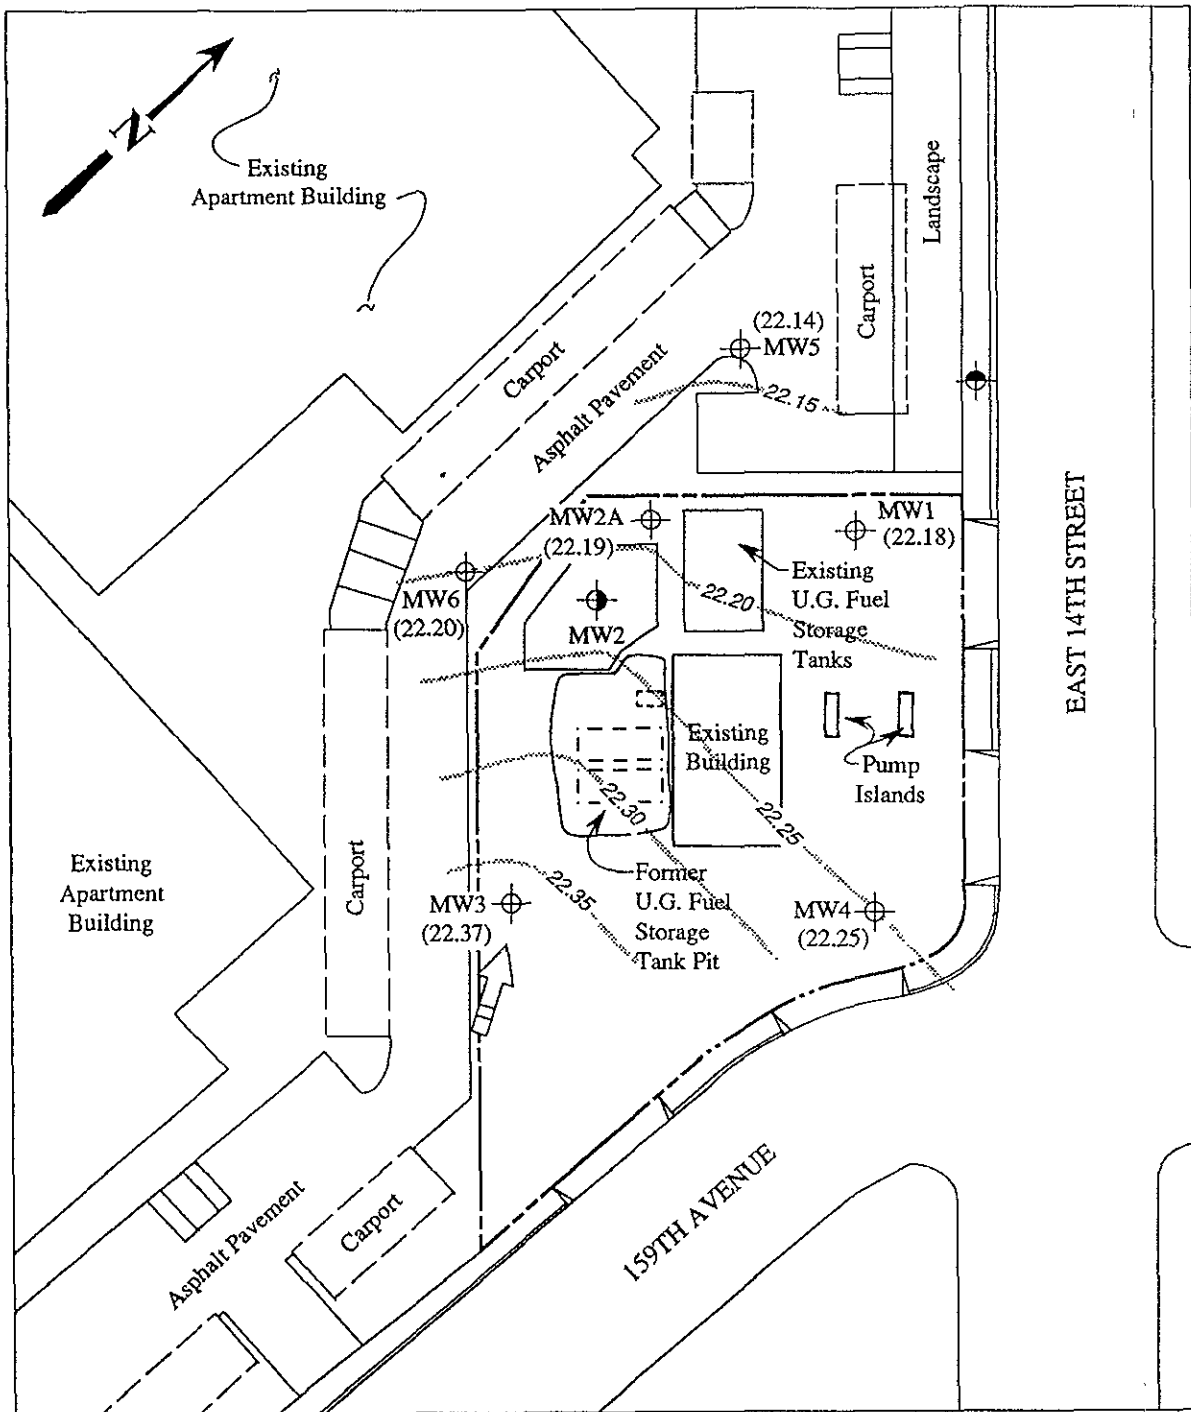 N
Existing
Apartment Building
Landscape
Carport
(22.14)
MW5
Carport
Asphalt Pavement
22.15
MW2A
(22.19)
MW1
(22.18)
EAST 14TH STREET
Existing
U.G. Fuel
Storage
Tanks
22.20
MW6
(22.20)
MW2
Existing
Building
Pump
Islands
22.30
22.25
Existing
Apartment
Building
Carport
22.35
Former
U.G. Fuel
Storage
Tank Pit
MW3
(22.37)
MW4
(22.25)
159TH AVENUE
Asphalt Pavement
Carport